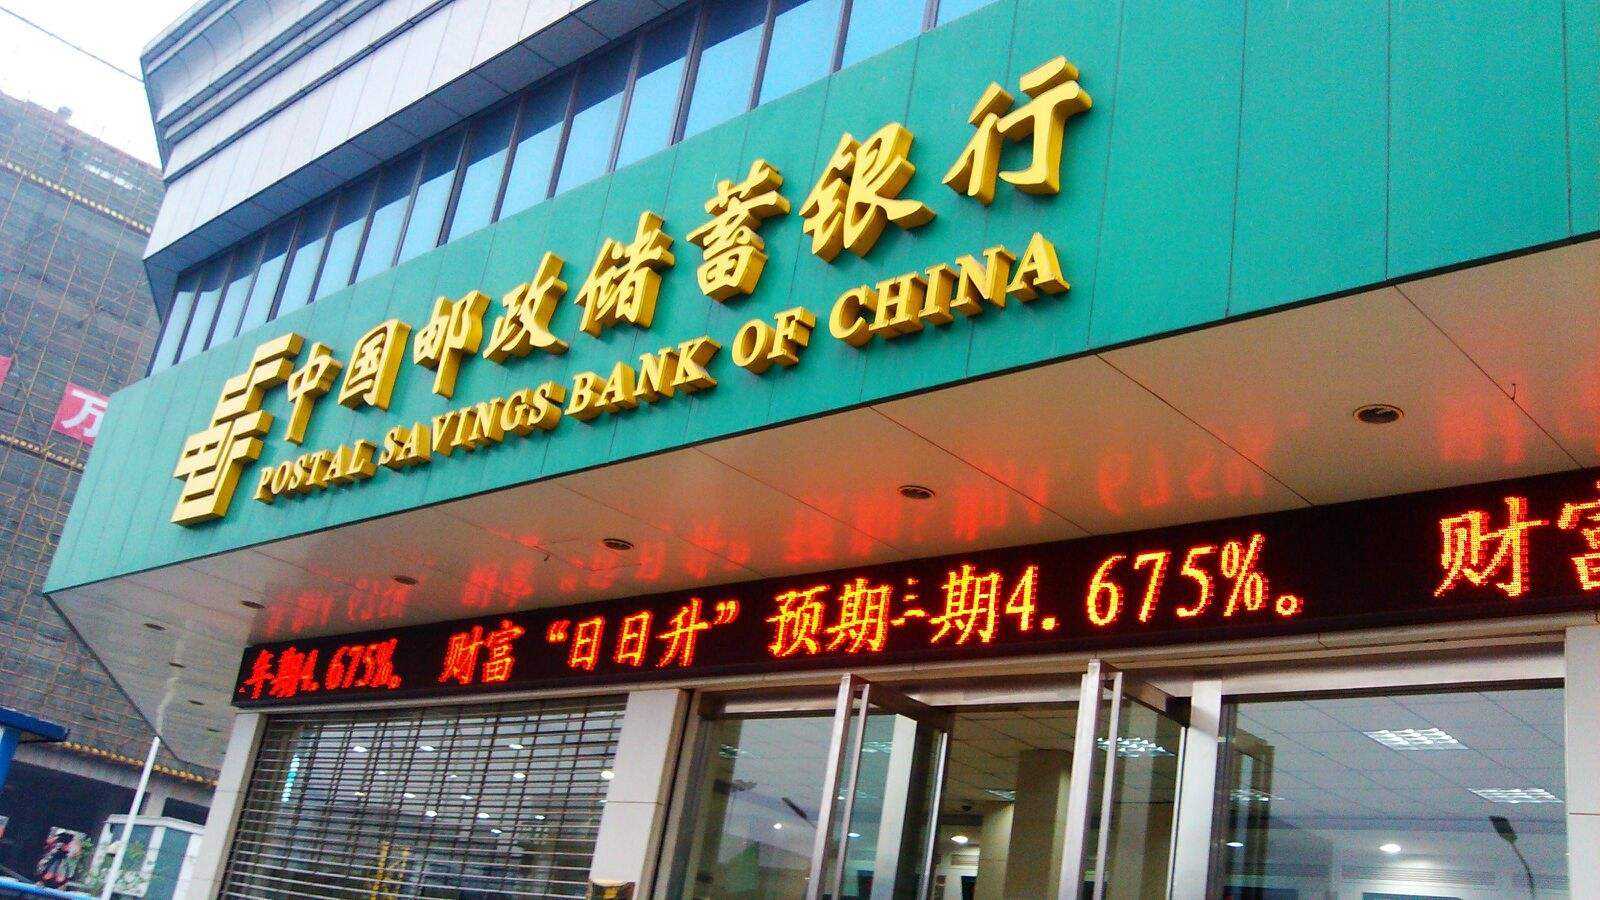 中国邮政储蓄银行
POSTAL SAVINGS BANK OF CHINA
万
年期4.675%。 财富“日日升”预期三期4.675%。 财富